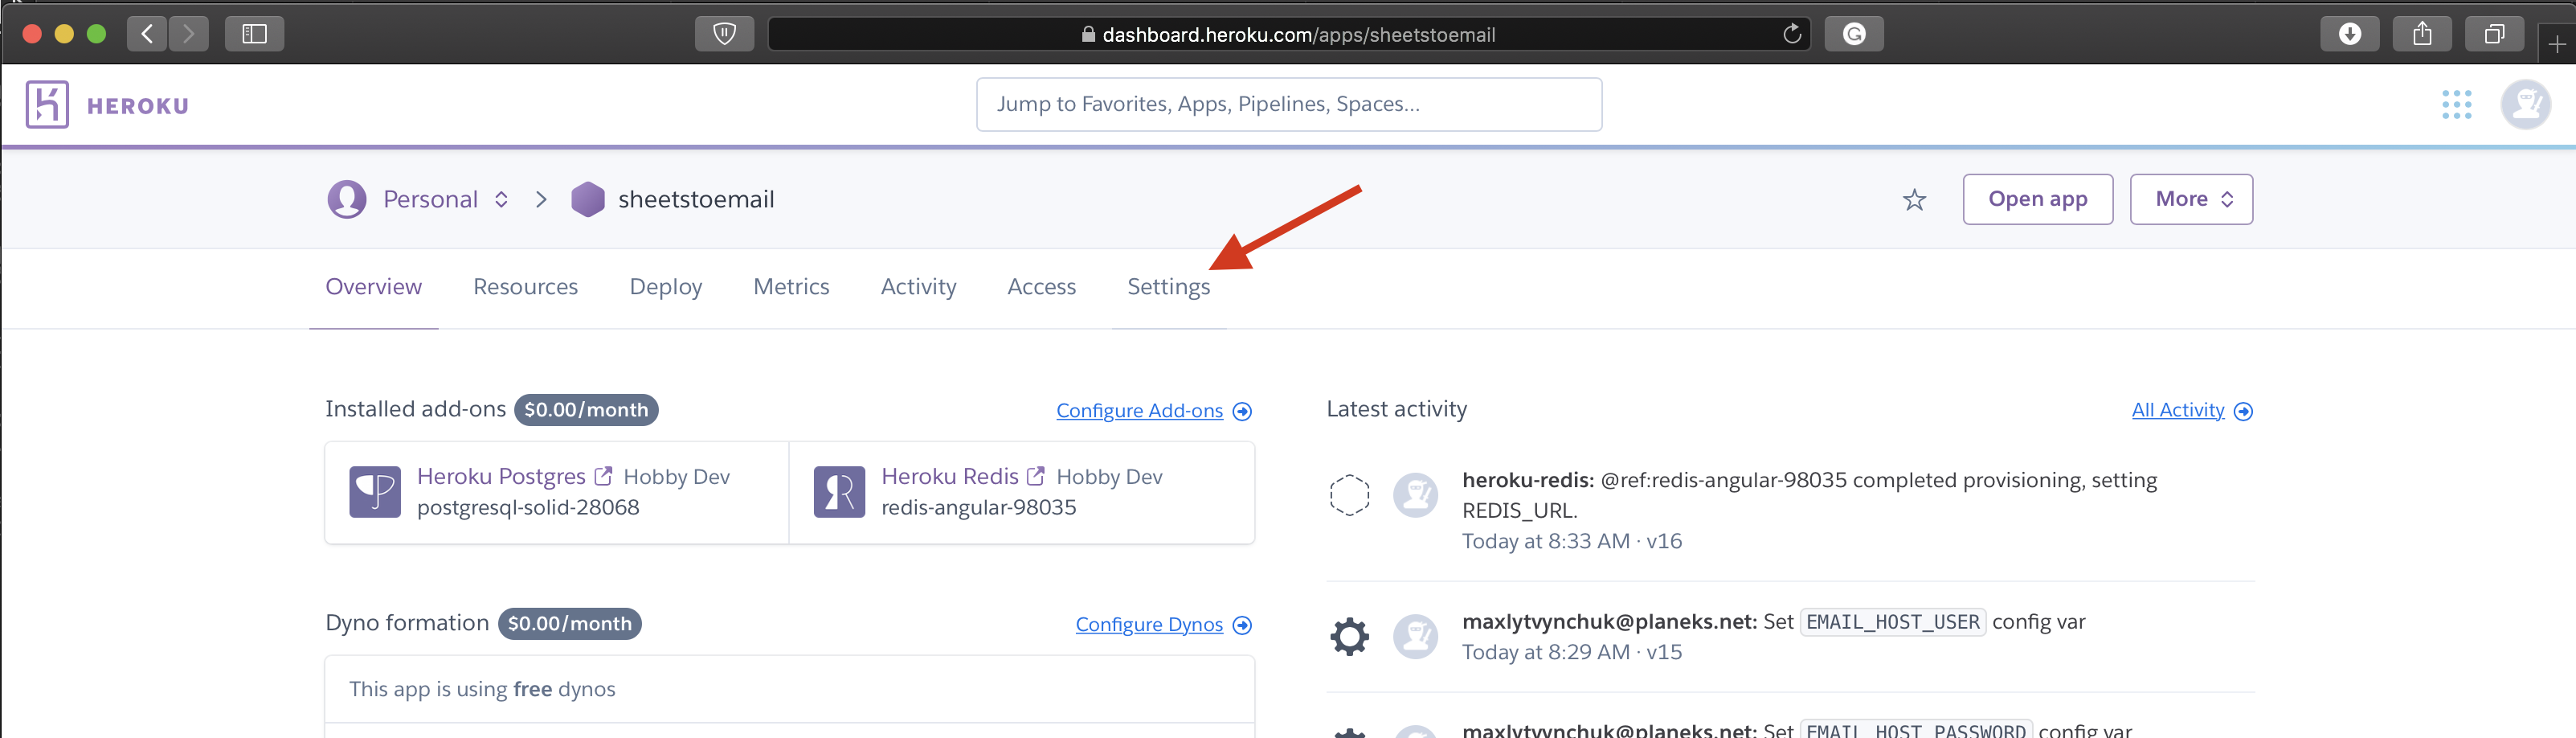 dashboard.heroku.com/apps/sheetstoemail
HEROKU
Jump to Favorites, Apps, Pipelines, Spaces...
Personal
sheetstoemail
Open app
More
Overview
Resources
Deploy
Metrics
Activity
Access
Settings
Installed add-ons
$0.00/month
Configure Add-ons
Heroku Postgres Hobby Dev
postgresql-solid-28068
Heroku Redis Hobby Dev
redis-angular-98035
Dyno formation
$0.00/month
Configure Dynos
This app is using free dynos
Latest activity
All Activity
heroku-redis: @ref:redis-angular-98035 completed provisioning, setting
REDIS_URL.
Today at 8:33 AM · v16
maxlytvynchuk@planeks.net: Set EMAIL_HOST_USER config var
Today at 8:29 AM · v15
maxlytvynchuk@planeks.net: Set EMAIL_HOST_PASSWORD config var